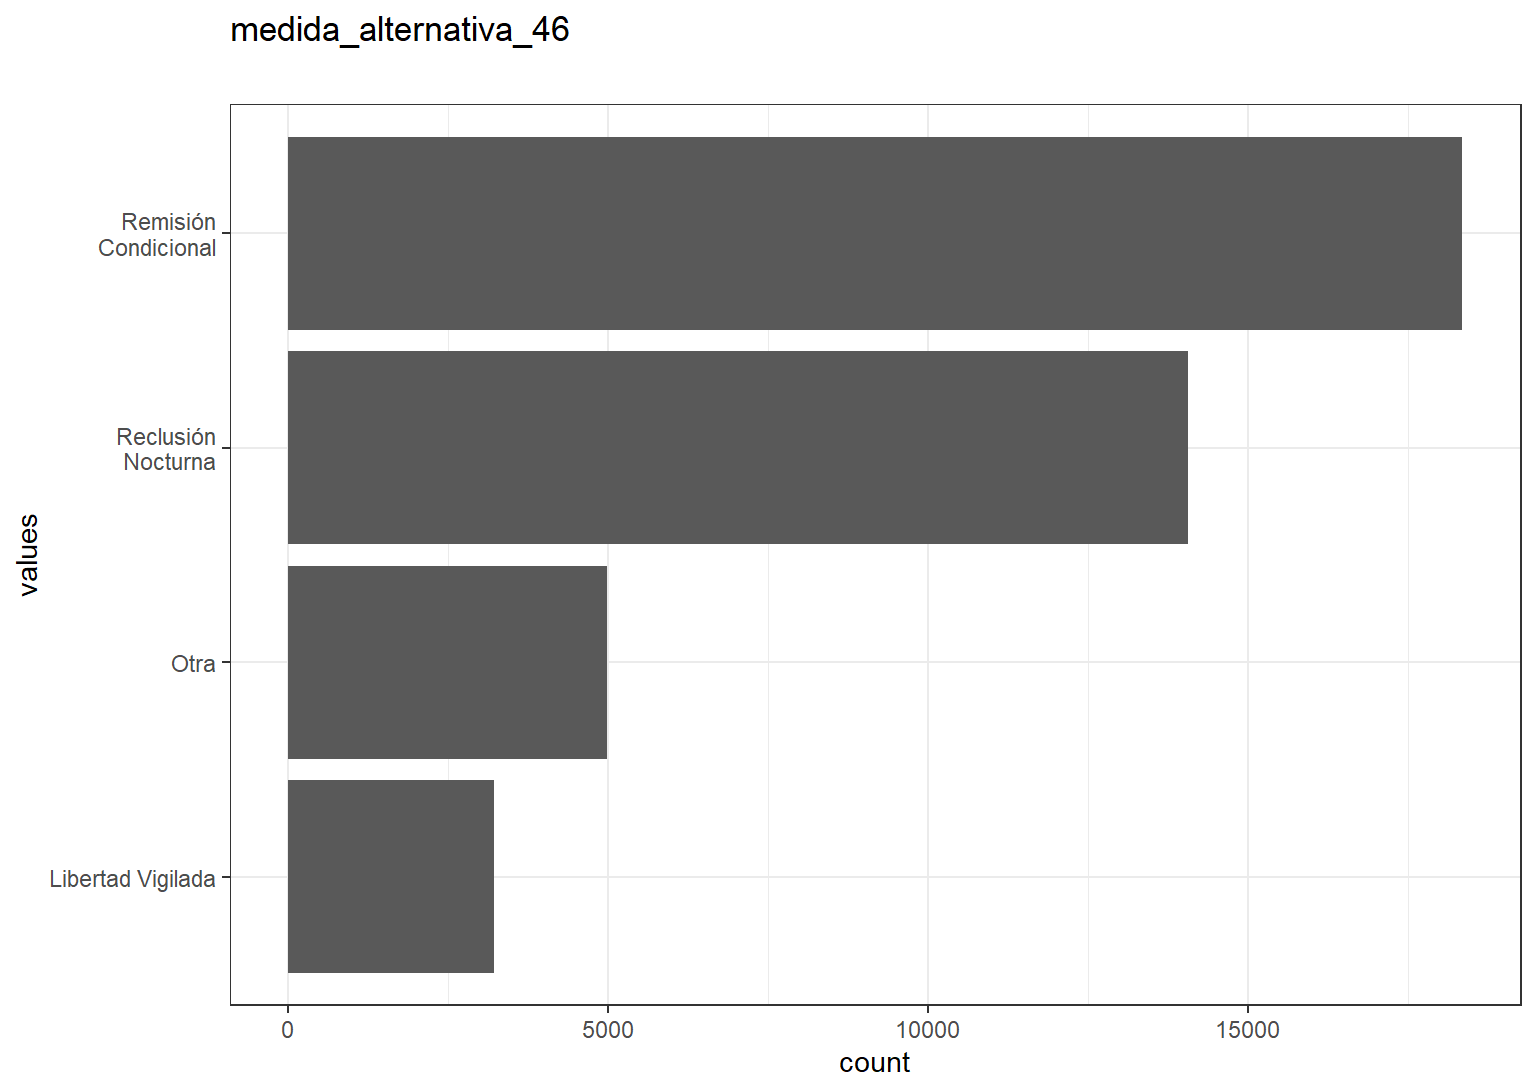 medida_alternativa_46
Remisión
Condicional
Reclusión
Nocturna
Otra
Libertad Vigilada
values
0
5000
10000
15000
count